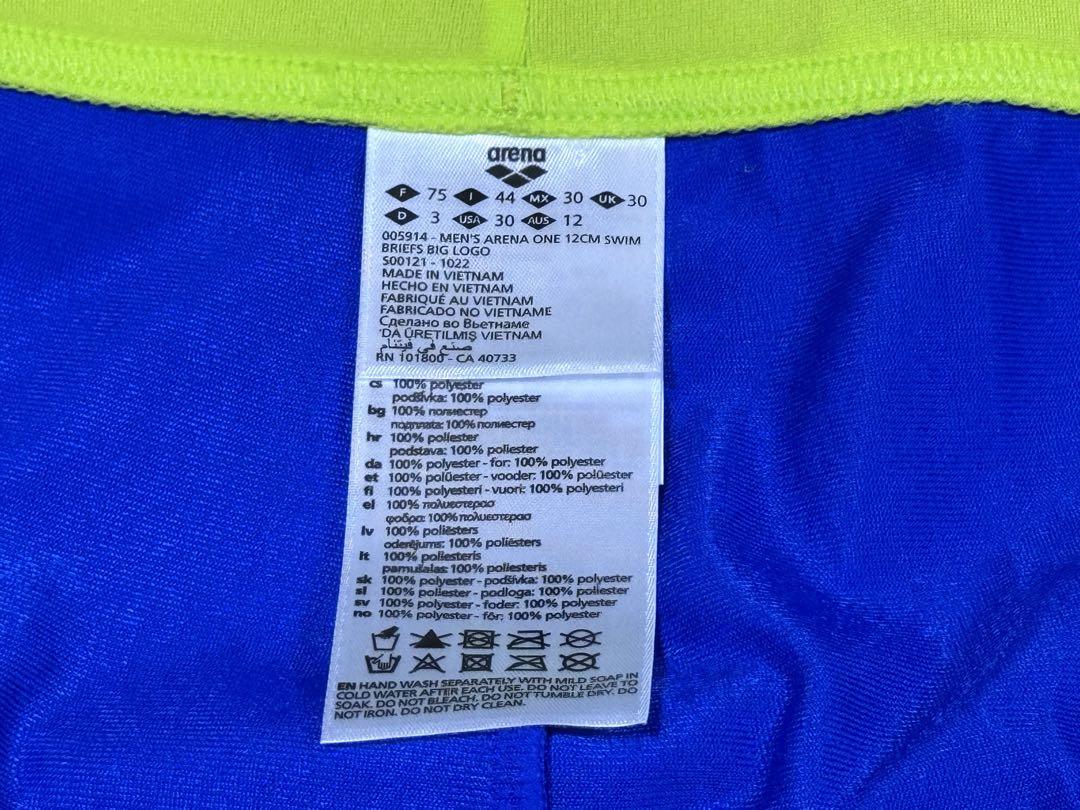 arena
F 75 I 44 MX 30 UK 30
D 3 USA 30 AUS 12
005914 - MEN'S ARENA ONE 12CM SWIM
BRIEFS BIG LOGO
S00121 - 1022
MADE IN VIETNAM
HECHO EN VIETNAM
FABRIQUÉ AU VIETNAM
FABRICADO NO VIETNAME
Сделано во Вьетнаме
'DA ÜRETILMIŞ VIETNAM
صنع في فيتنام
RN 101800 - CA 40733
cs 100% polyester
podšívka: 100% polyester
bg 100% полиестер
подплата: 100% полиестер
hr 100% poliester
podstava: 100% poliester
da 100% polyester - for: 100% polyester
et 100% polüester - vooder: 100% polüester
fi 100% polyesteri - vuori: 100% polyesteri
el 100% πολυεστερασ
φοδρα: 100% πολυεστερασ
lv 100% poliēsters
oderējums: 100% poliēsters
lt 100% poliesteris
pamušalas: 100% poliesteris
sk 100% polyester - podšívka: 100% polyester
sl 100% poliester - podloga: 100% poliester
sv 100% polyester - foder: 100% polyester
no 100% polyester - fôr: 100% polyester
EN HAND WASH SEPARATELY WITH MILD SOAP IN
COLD WATER AFTER EACH USE. DO NOT LEAVE TO
SOAK. DO NOT BLEACH. DO NOT TUMBLE DRY. DO
NOT IRON. DO NOT DRY CLEAN.